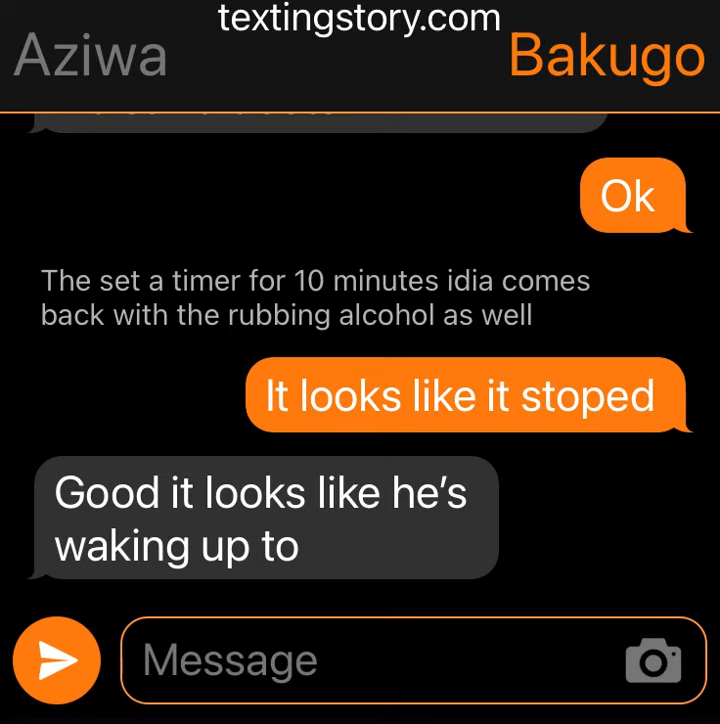 textingstory.com
Aziwa
Bakugo
Ok
The set a timer for 10 minutes idia comes
back with the rubbing alcohol as well
It looks like it stoped
Good it looks like he's
waking up to
Message